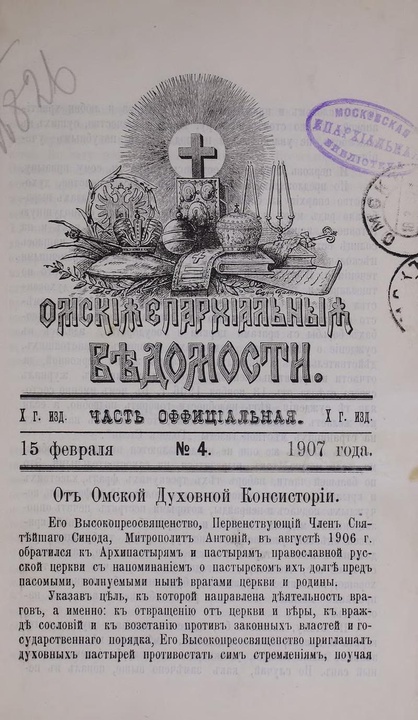 №826
МОСКОВСКАЯ
ЕПАРХІАЛЬНА
БИБЛІОТЕКА
ОМСК
ОМСКІЯ ЕПАРХІАЛЬНЫЯ
ВѢДОМОСТИ.
X г. изд. ЧАСТЬ ОФФИЦІАЛЬНАЯ. X г. изд.
15 февраля № 4. 1907 года.
Отъ Омской Духовной Консисторіи.
Его Высокопреосвященство, Первенствующій Членъ Свя-
тѣйшаго Синода, Митрополитъ Антоній, въ августѣ 1906 г.
обратился къ Архипастырямъ и пастырямъ православной рус-
ской церкви съ напоминаніемъ о пастырскомъ ихъ долгѣ предъ
пасомыми, волнуемыми нынѣ врагами церкви и родины.
Указавъ цѣль, къ которой направлена дѣятельность вра-
говъ, а именно: къ отвращенію отъ церкви и вѣры, къ враж-
дѣ сословій и къ возстанію противъ законныхъ властей и го-
сударственнаго порядка, Его Высокопреосвященство приглашалъ
духовныхъ пастырей противостать симъ стремленіямъ, поучая